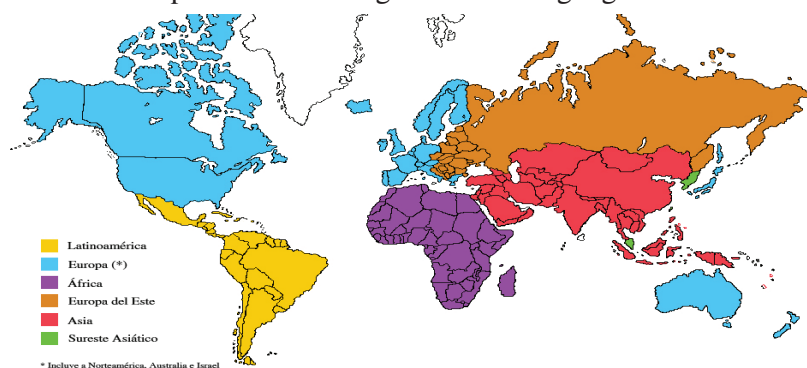 Latinoamérica
Europa (*)
África
Europa del Este
Asia
Sureste Asiático
* Incluye a Norteamérica, Australia e Israel